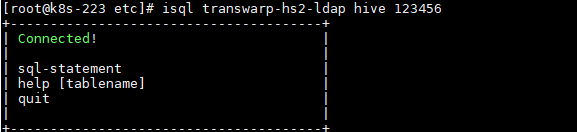 [root@k8s-223 etc]# isql transwarp-hs2-ldap hive 123456
+---------------------------------------+
| Connected!                            |
|                                       |
| sql-statement                         |
| help [tablename]                      |
| quit                                  |
|                                       |
+---------------------------------------+